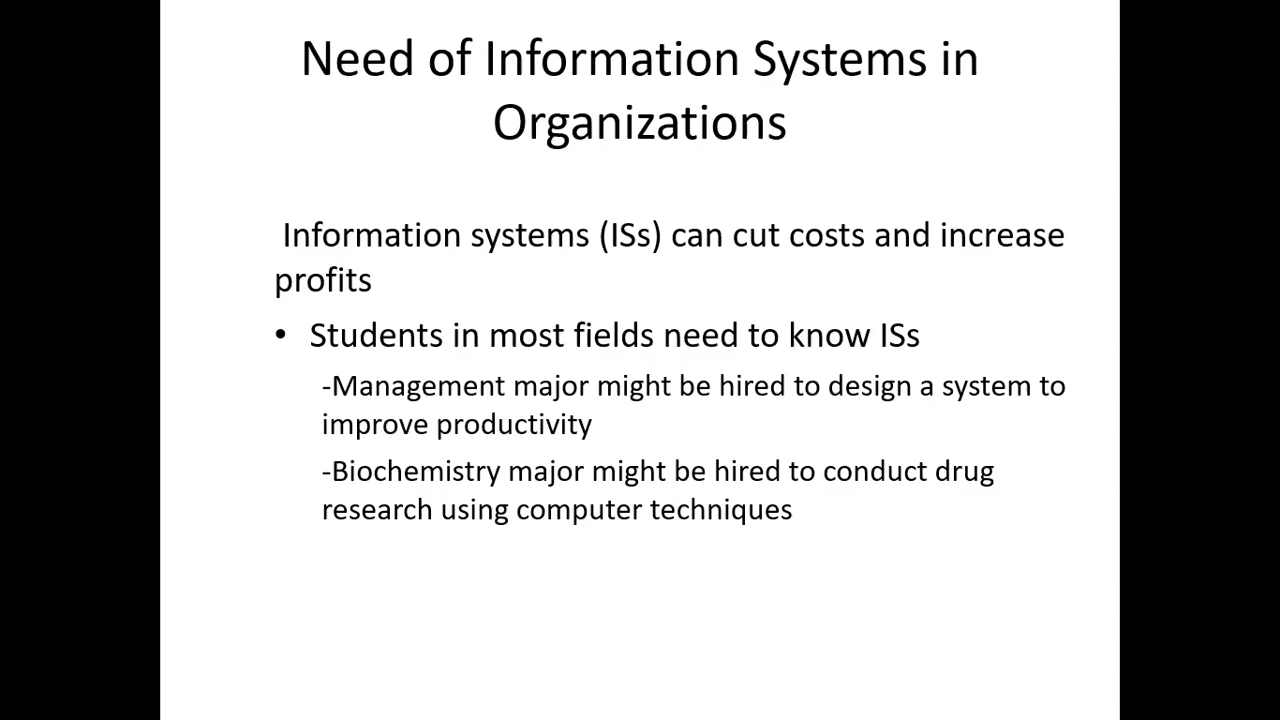 Need of Information Systems in
Organizations
Information systems (ISs) can cut costs and increase
profits
• Students in most fields need to know ISs
-Management major might be hired to design a system to
improve productivity
-Biochemistry major might be hired to conduct drug
research using computer techniques